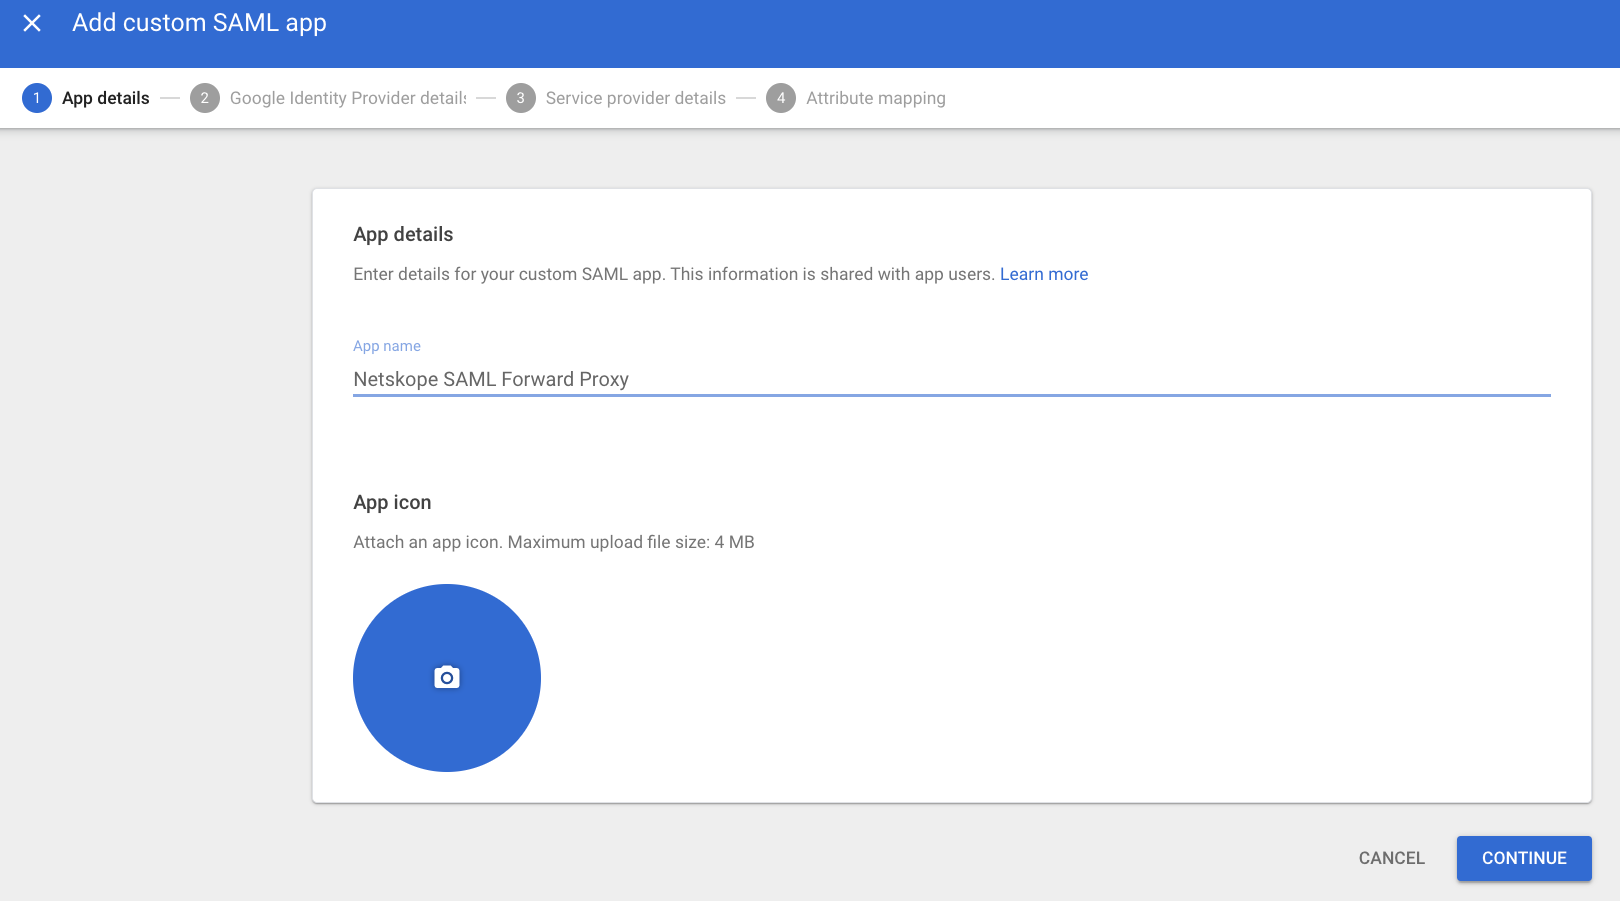 Add custom SAML app
1 App details
2 Google Identity Provider details
3 Service provider details
4 Attribute mapping
App details
Enter details for your custom SAML app. This information is shared with app users. Learn more
App name
Netskope SAML Forward Proxy
App icon
Attach an app icon. Maximum upload file size: 4 MB
CANCEL
CONTINUE